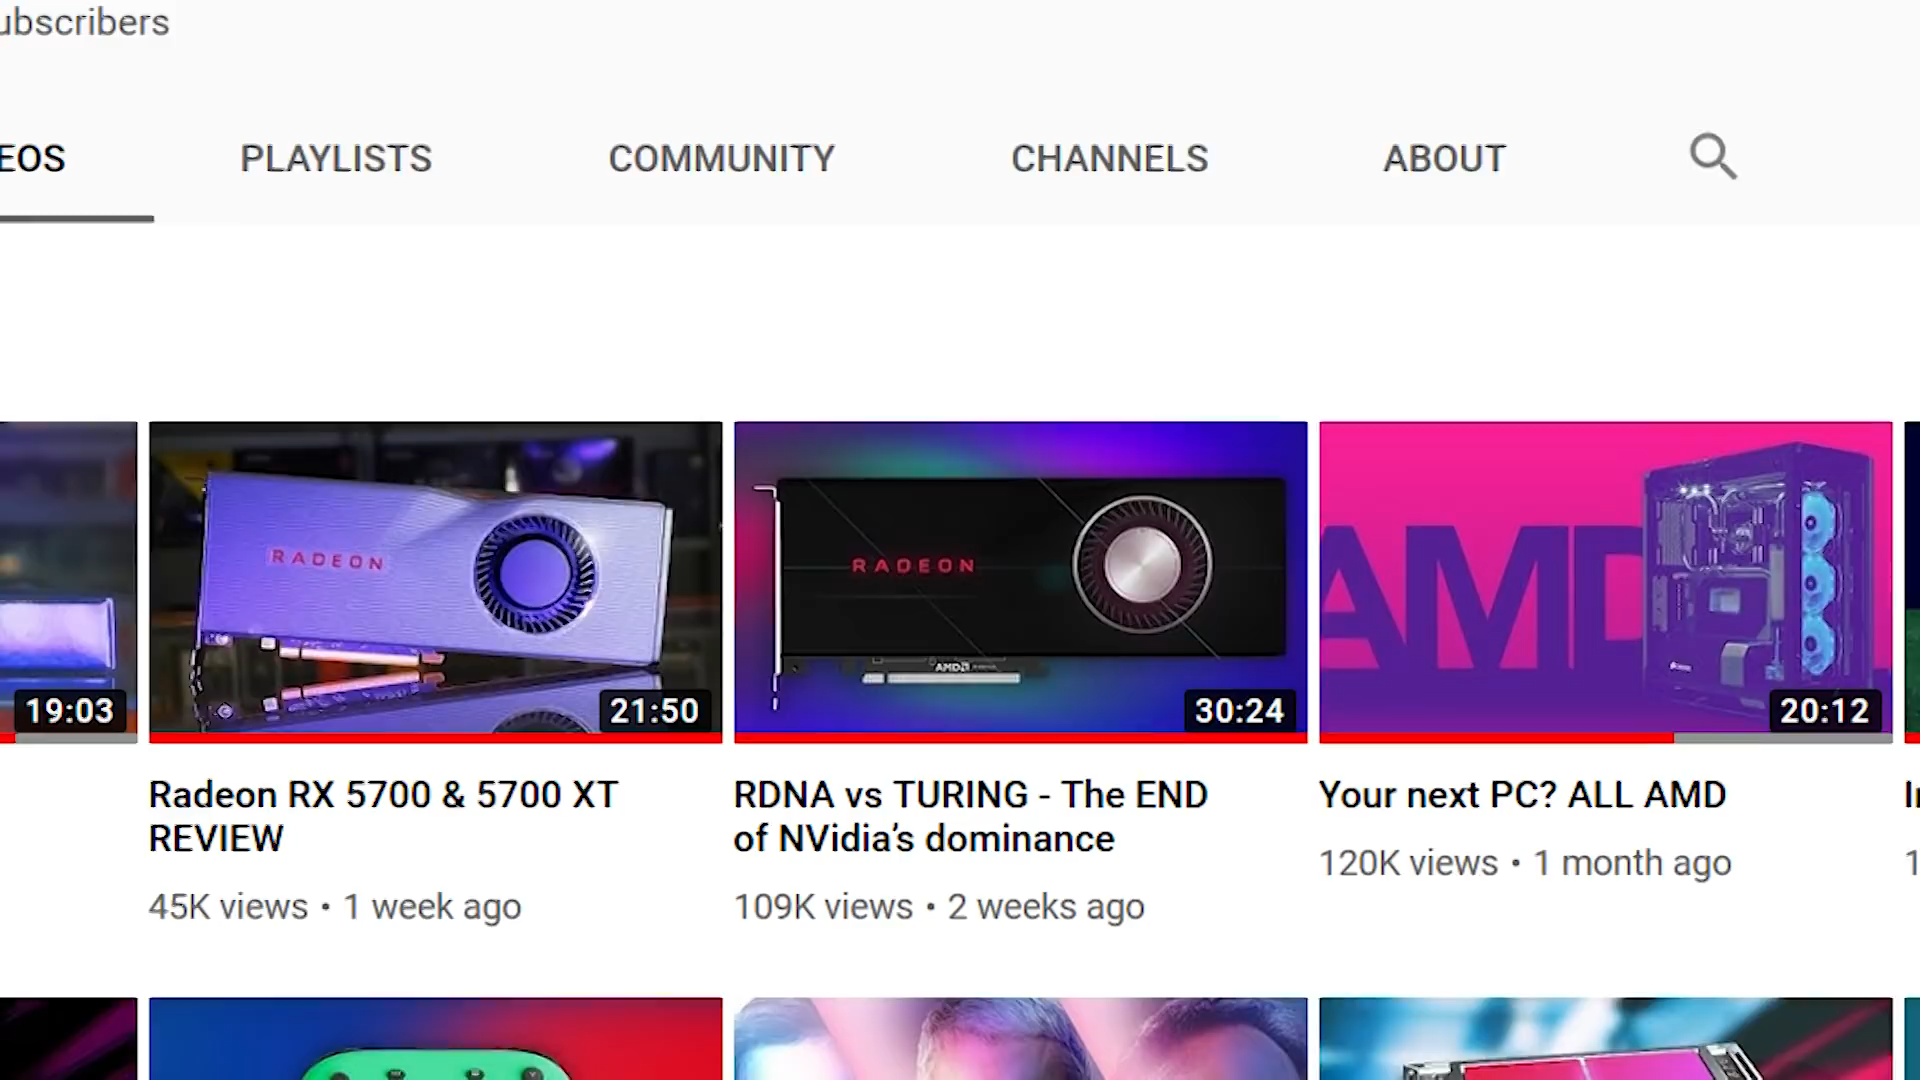 ubscribers
EOS PLAYLISTS COMMUNITY CHANNELS ABOUT
RADEON
RADEON
AMD
AMD
19:03
21:50
30:24
20:12
Radeon RX 5700 & 5700 XT
REVIEW
45K views • 1 week ago
RDNA vs TURING - The END
of NVidia’s dominance
109K views • 2 weeks ago
Your next PC? ALL AMD
120K views • 1 month ago